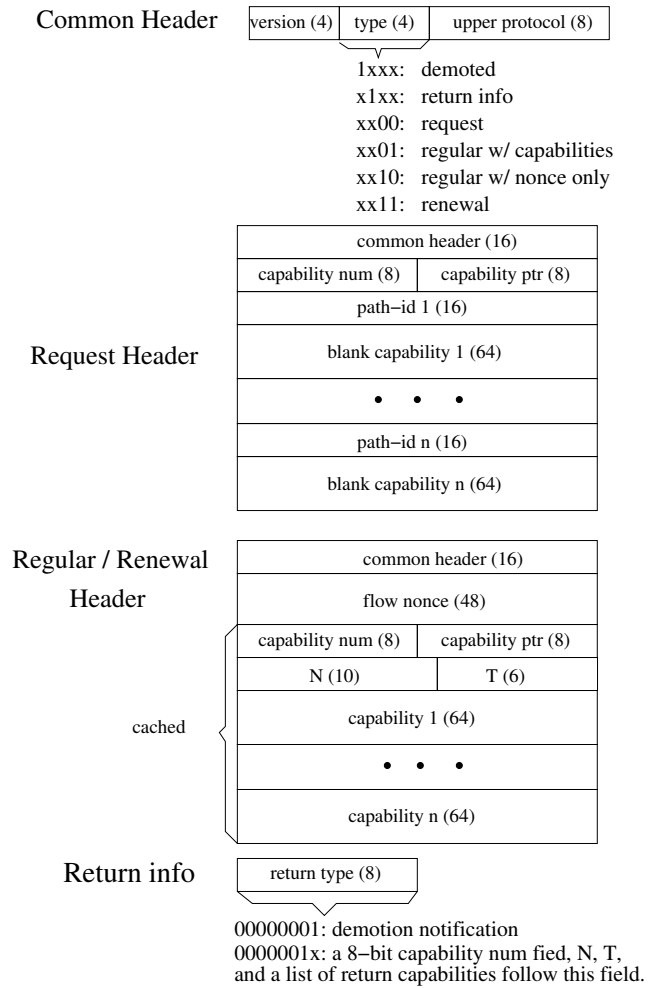 Common Header
version (4) type (4) upper protocol (8)
1xxx: demoted
x1xx: return info
xx00: request
xx01: regular w/ capabilities
xx10: regular w/ nonce only
xx11: renewal
Request Header
common header (16)
capability num (8) capability ptr (8)
path−id 1 (16)
blank capability 1 (64)
path−id n (16)
blank capability n (64)
Regular / Renewal
Header
common header (16)
flow nonce (48)
cached
capability num (8) capability ptr (8)
N (10) T (6)
capability 1 (64)
capability n (64)
Return info
return type (8)
00000001: demotion notification
0000001x: a 8−bit capability num fied, N, T,
and a list of return capabilities follow this field.